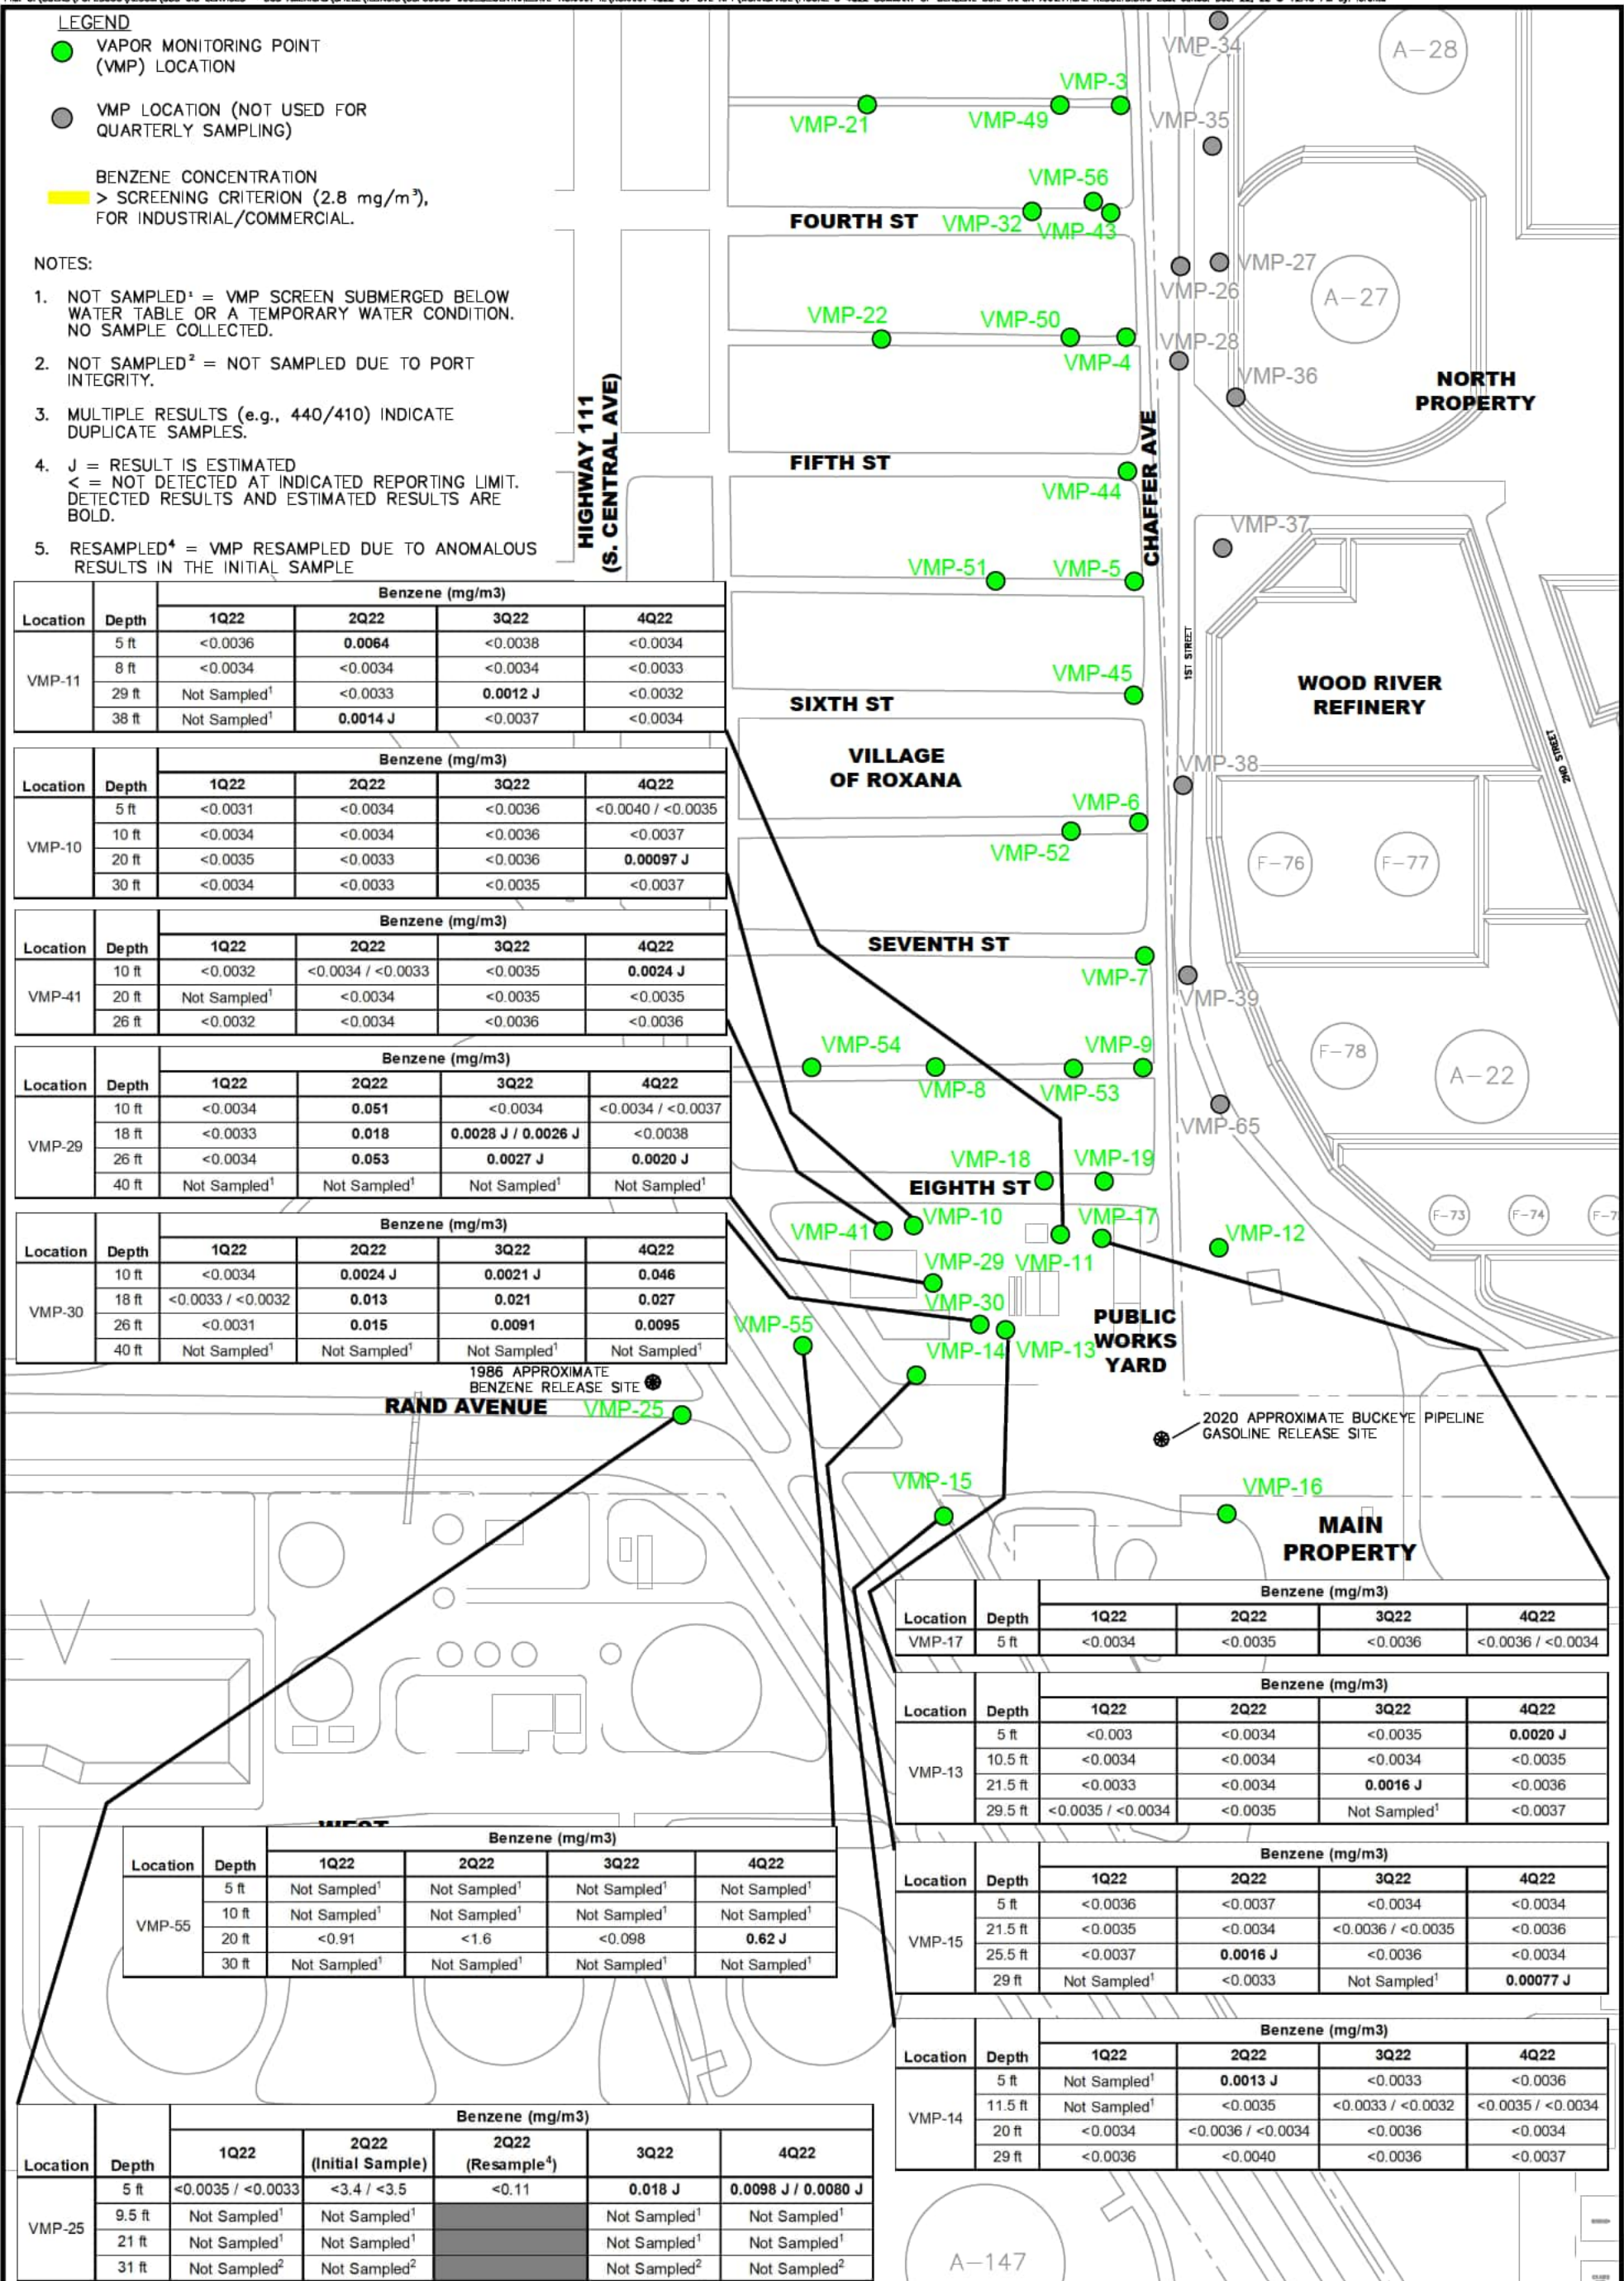 LEGEND
VAPOR MONITORING POINT
(VMP) LOCATION
VMP LOCATION (NOT USED FOR
QUARTERLY SAMPLING)
BENZENE CONCENTRATION
> SCREENING CRITERION (2.8 mg/m³),
FOR INDUSTRIAL/COMMERCIAL.
NOTES:
1. NOT SAMPLED¹ = VMP SCREEN SUBMERGED BELOW
WATER TABLE OR A TEMPORARY WATER CONDITION.
NO SAMPLE COLLECTED.
2. NOT SAMPLED² = NOT SAMPLED DUE TO PORT
INTEGRITY.
3. MULTIPLE RESULTS (e.g., 440/410) INDICATE
DUPLICATE SAMPLES.
4. J = RESULT IS ESTIMATED
< = NOT DETECTED AT INDICATED REPORTING LIMIT.
DETECTED RESULTS AND ESTIMATED RESULTS ARE
BOLD.
5. RESAMPLED⁴ = VMP RESAMPLED DUE TO ANOMALOUS
RESULTS IN THE INITIAL SAMPLE
HIGHWAY 111
(S. CENTRAL AVE)
VMP-34
A-28
VMP-3
VMP-21
VMP-49
VMP-35
VMP-56
FOURTH ST
VMP-32
VMP-43
VMP-27
VMP-26
A-27
VMP-22
VMP-50
VMP-4
VMP-28
VMP-36
NORTH
PROPERTY
CHAFFER AVE
FIFTH ST
VMP-44
VMP-37
VMP-51
VMP-5
1ST STREET
VMP-45
SIXTH ST
WOOD RIVER
REFINERY
2ND STREET
VILLAGE
OF ROXANA
VMP-38
VMP-6
VMP-52
F-76
F-77
SEVENTH ST
VMP-7
VMP-39
VMP-54
VMP-8
VMP-53
VMP-9
F-78
A-22
VMP-65
VMP-18
VMP-19
EIGHTH ST
F-73
F-74
VMP-41
VMP-10
VMP-17
VMP-12
VMP-29
VMP-11
VMP-30
VMP-55
VMP-14
VMP-13
PUBLIC
WORKS
YARD
1986 APPROXIMATE
BENZENE RELEASE SITE
RAND AVENUE
VMP-25
2020 APPROXIMATE BUCKEYE PIPELINE
GASOLINE RELEASE SITE
VMP-15
VMP-16
MAIN
PROPERTY
Benzene (mg/m3)
Location Depth 1Q22 2Q22 3Q22 4Q22
VMP-11
5 ft <0.0036 0.0064 <0.0038 <0.0034
8 ft <0.0034 <0.0034 <0.0034 <0.0033
29 ft Not Sampled¹ <0.0033 0.0012 J <0.0032
38 ft Not Sampled¹ 0.0014 J <0.0037 <0.0034
Benzene (mg/m3)
Location Depth 1Q22 2Q22 3Q22 4Q22
VMP-10
5 ft <0.0031 <0.0034 <0.0036 <0.0040 / <0.0035
10 ft <0.0034 <0.0034 <0.0036 <0.0037
20 ft <0.0035 <0.0033 <0.0036 0.00097 J
30 ft <0.0034 <0.0033 <0.0035 <0.0037
Benzene (mg/m3)
Location Depth 1Q22 2Q22 3Q22 4Q22
VMP-41
10 ft <0.0032 <0.0034 / <0.0033 <0.0035 0.0024 J
20 ft Not Sampled¹ <0.0034 <0.0035 <0.0035
26 ft <0.0032 <0.0034 <0.0036 <0.0036
Benzene (mg/m3)
Location Depth 1Q22 2Q22 3Q22 4Q22
VMP-29
10 ft <0.0034 0.051 <0.0034 <0.0034 / <0.0037
18 ft <0.0033 0.018 0.0028 J / 0.0026 J <0.0038
26 ft <0.0034 0.053 0.0027 J 0.0020 J
40 ft Not Sampled¹ Not Sampled¹ Not Sampled¹ Not Sampled¹
Benzene (mg/m3)
Location Depth 1Q22 2Q22 3Q22 4Q22
VMP-30
10 ft <0.0034 0.0024 J 0.0021 J 0.046
18 ft <0.0033 / <0.0032 0.013 0.021 0.027
26 ft <0.0031 0.015 0.0091 0.0095
40 ft Not Sampled¹ Not Sampled¹ Not Sampled¹ Not Sampled¹
Benzene (mg/m3)
Location Depth 1Q22 2Q22 3Q22 4Q22
VMP-17 5 ft <0.0034 <0.0035 <0.0036 <0.0036 / <0.0034
Benzene (mg/m3)
Location Depth 1Q22 2Q22 3Q22 4Q22
VMP-13
5 ft <0.003 <0.0034 <0.0035 0.0020 J
10.5 ft <0.0034 <0.0034 <0.0034 <0.0035
21.5 ft <0.0033 <0.0034 0.0016 J <0.0036
29.5 ft <0.0035 / <0.0034 <0.0035 Not Sampled¹ <0.0037
WEST
Benzene (mg/m3)
Location Depth 1Q22 2Q22 3Q22 4Q22
VMP-55
5 ft Not Sampled¹ Not Sampled¹ Not Sampled¹ Not Sampled¹
10 ft Not Sampled¹ Not Sampled¹ Not Sampled¹ Not Sampled¹
20 ft <0.91 <1.6 <0.098 0.62 J
30 ft Not Sampled¹ Not Sampled¹ Not Sampled¹ Not Sampled¹
Benzene (mg/m3)
Location Depth 1Q22 2Q22 3Q22 4Q22
VMP-15
5 ft <0.0036 <0.0037 <0.0034 <0.0034
21.5 ft <0.0035 <0.0034 <0.0036 / <0.0035 <0.0036
25.5 ft <0.0037 0.0016 J <0.0036 <0.0034
29 ft Not Sampled¹ <0.0033 Not Sampled¹ 0.00077 J
Benzene (mg/m3)
Location Depth 1Q22 2Q22 3Q22 4Q22
VMP-14
5 ft Not Sampled¹ 0.0013 J <0.0033 <0.0036
11.5 ft Not Sampled¹ <0.0035 <0.0033 / <0.0032 <0.0035 / <0.0034
20 ft <0.0034 <0.0036 / <0.0034 <0.0036 <0.0034
29 ft <0.0036 <0.0040 <0.0036 <0.0037
Benzene (mg/m3)
Location Depth 1Q22 2Q22 (Initial Sample) 2Q22 (Resample⁴) 3Q22 4Q22
VMP-25
5 ft <0.0035 / <0.0033 <3.4 / <3.5 <0.11 0.018 J 0.0098 J / 0.0080 J
9.5 ft Not Sampled¹ Not Sampled¹ Not Sampled¹ Not Sampled¹
21 ft Not Sampled¹ Not Sampled¹ Not Sampled¹ Not Sampled¹
31 ft Not Sampled² Not Sampled² Not Sampled² Not Sampled²
A-147